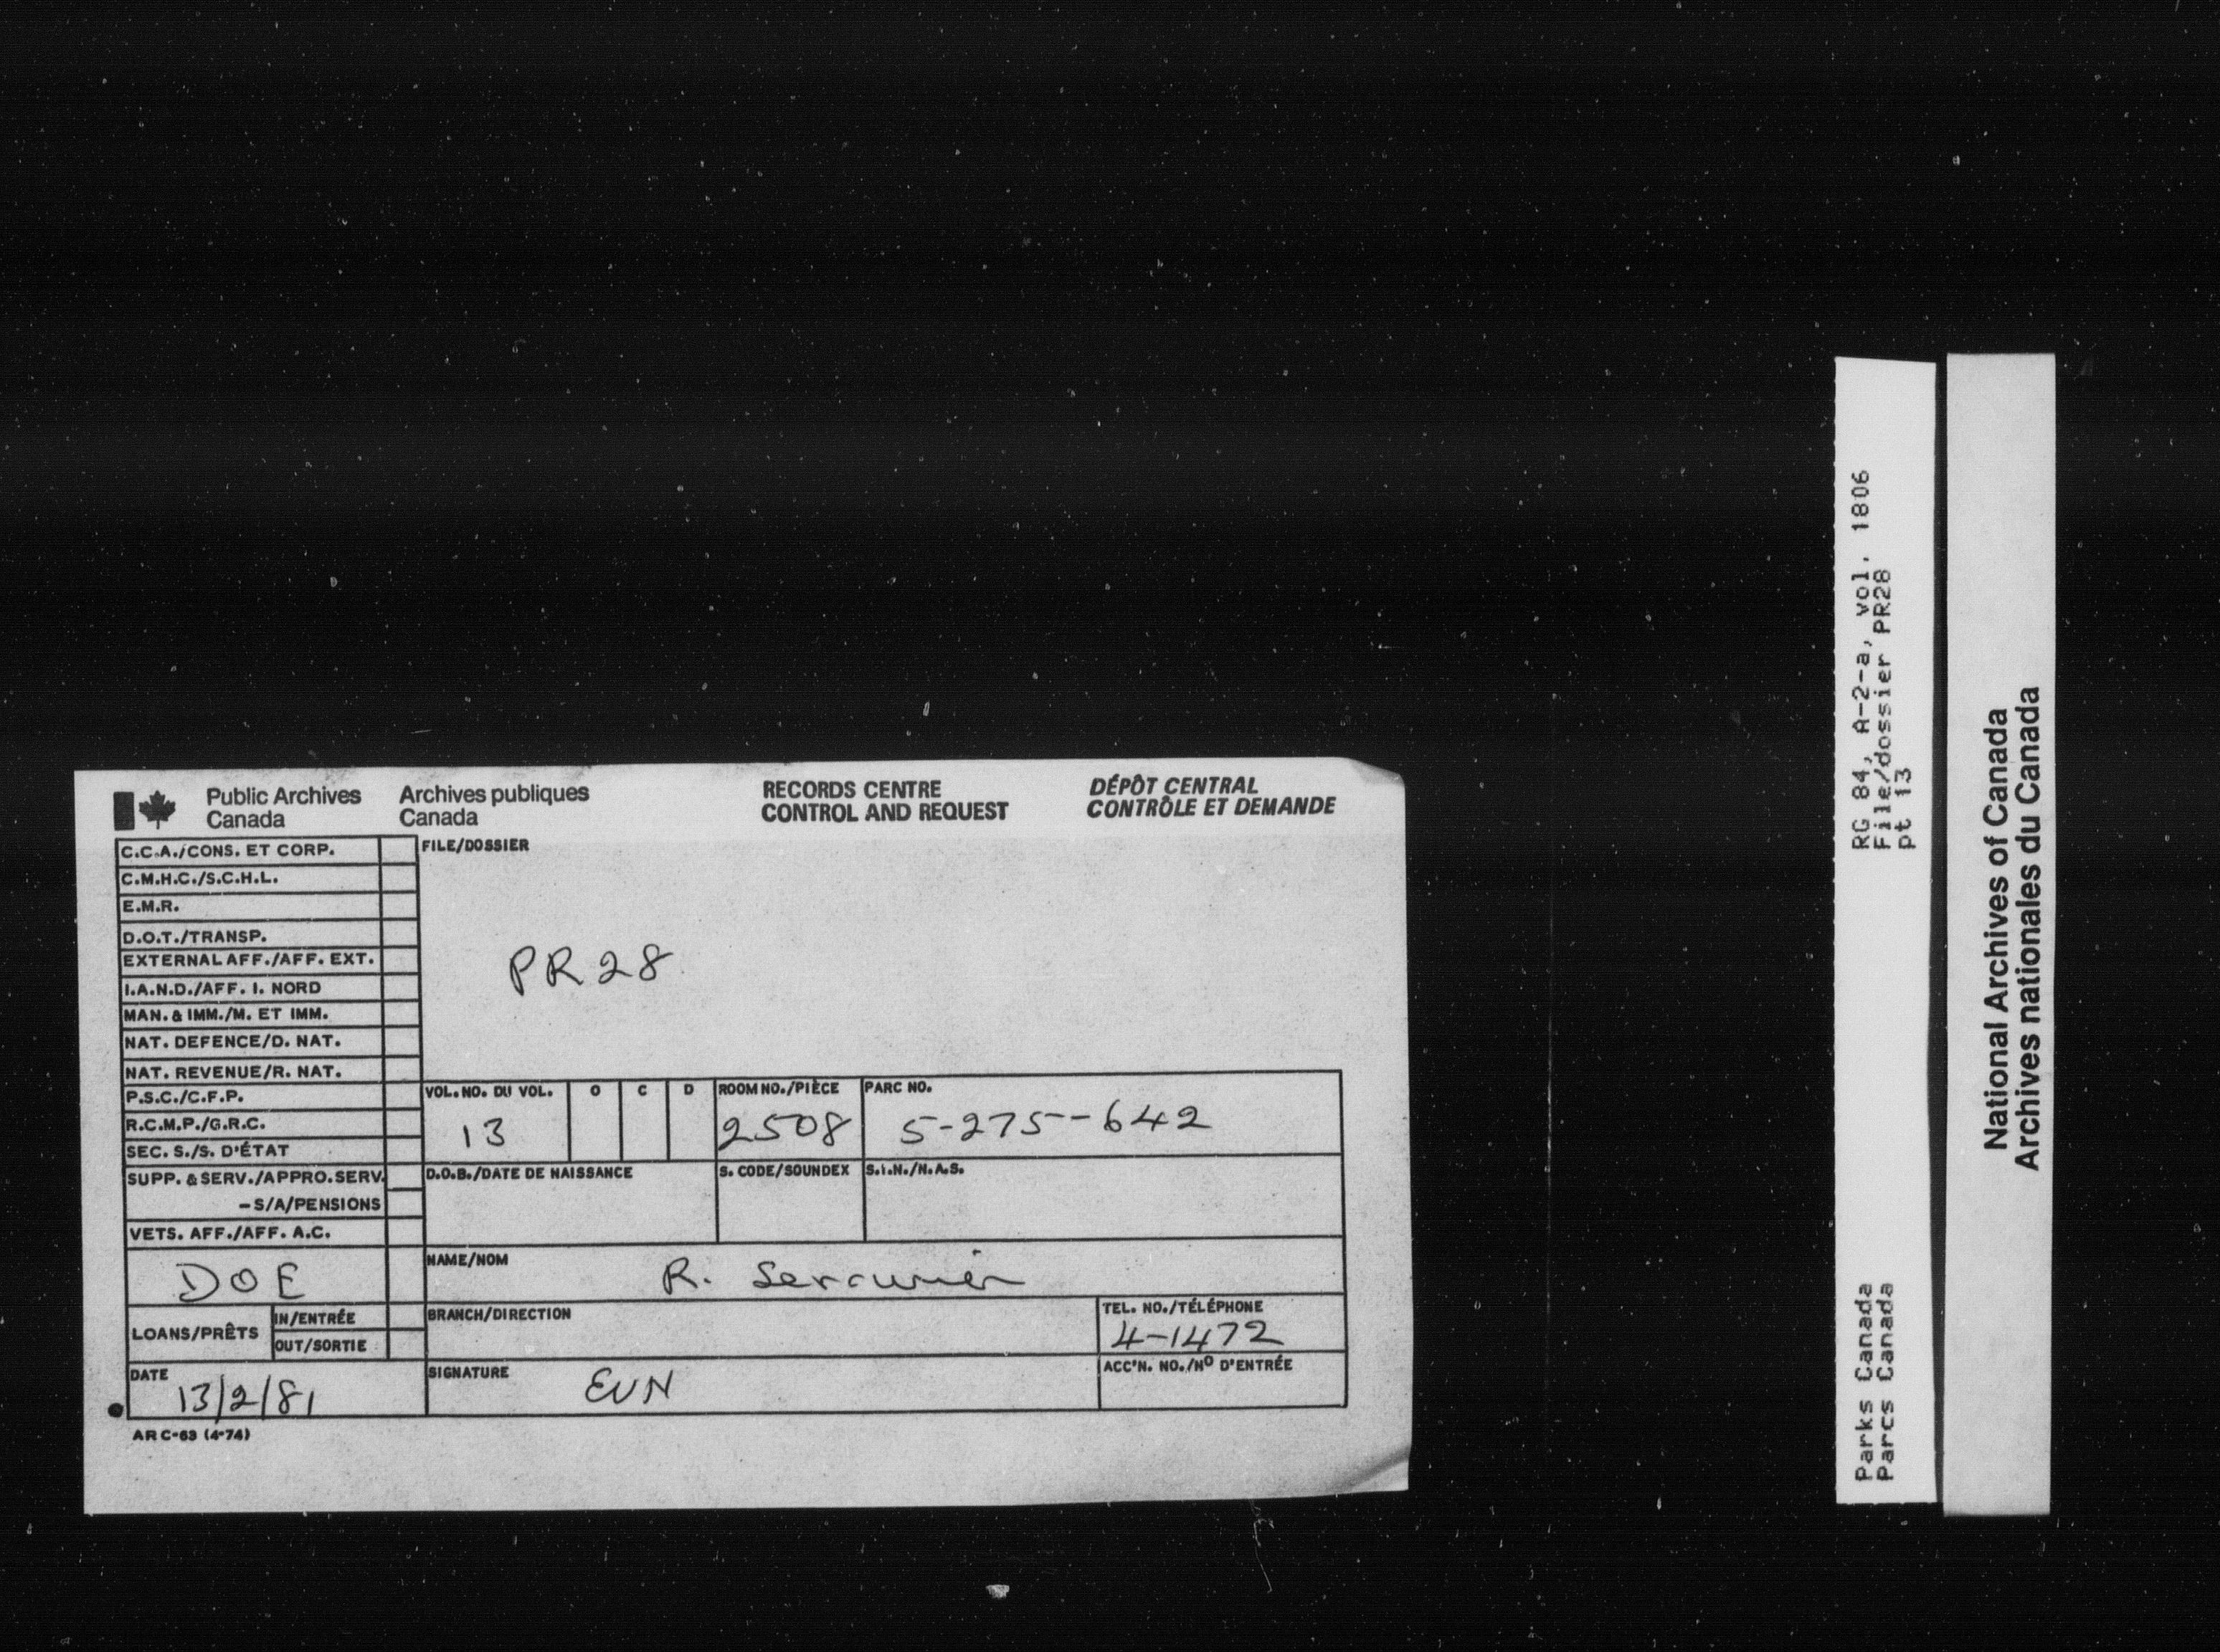 Public Archives Canada
Archives publiques Canada
RECORDS CENTRE
CONTROL AND REQUEST
DÉPÔT CENTRAL
CONTRÔLE ET DEMANDE
C.C.A./CONS. ET CORP.
C.M.H.C./S.C.H.L.
E.M.R.
D.O.T./TRANSP.
EXTERNAL AFF./AFF. EXT.
I.A.N.D./AFF. I. NORD
MAN. & IMM./M. ET IMM.
NAT. DEFENCE/D. NAT.
NAT. REVENUE/R. NAT.
P.S.C./C.F.P.
R.C.M.P./G.R.C.
SEC. S./S. D'ÉTAT
SUPP. & SERV./APPRO. SERV.
-S/A/PENSIONS
VETS. AFF./AFF. A.C.
DOE
LOANS/PRÊTS
IN/ENTRÉE
OUT/SORTIE
DATE
13/2/81
FILE/DOSSIER
PR28
VOL. NO. DU VOL.
13
O
C
D
ROOM NO./PIÈCE
2508
PARC NO.
5-275-642
D.O.B./DATE DE NAISSANCE
S. CODE/SOUNDEX
S.I.N./N.A.S.
NAME/NOM
R.
BRANCH/DIRECTION
TEL. NO./TÉLÉPHONE
4-1472
SIGNATURE
EVN
ACC'N. NO./NO D'ENTRÉE
ARC-63 (4-74)
RG 84, A-2-a, vol. 1806
File/dossier PR28
pt 13
Parks Canada
Parcs Canada
National Archives of Canada
Archives nationales du Canada